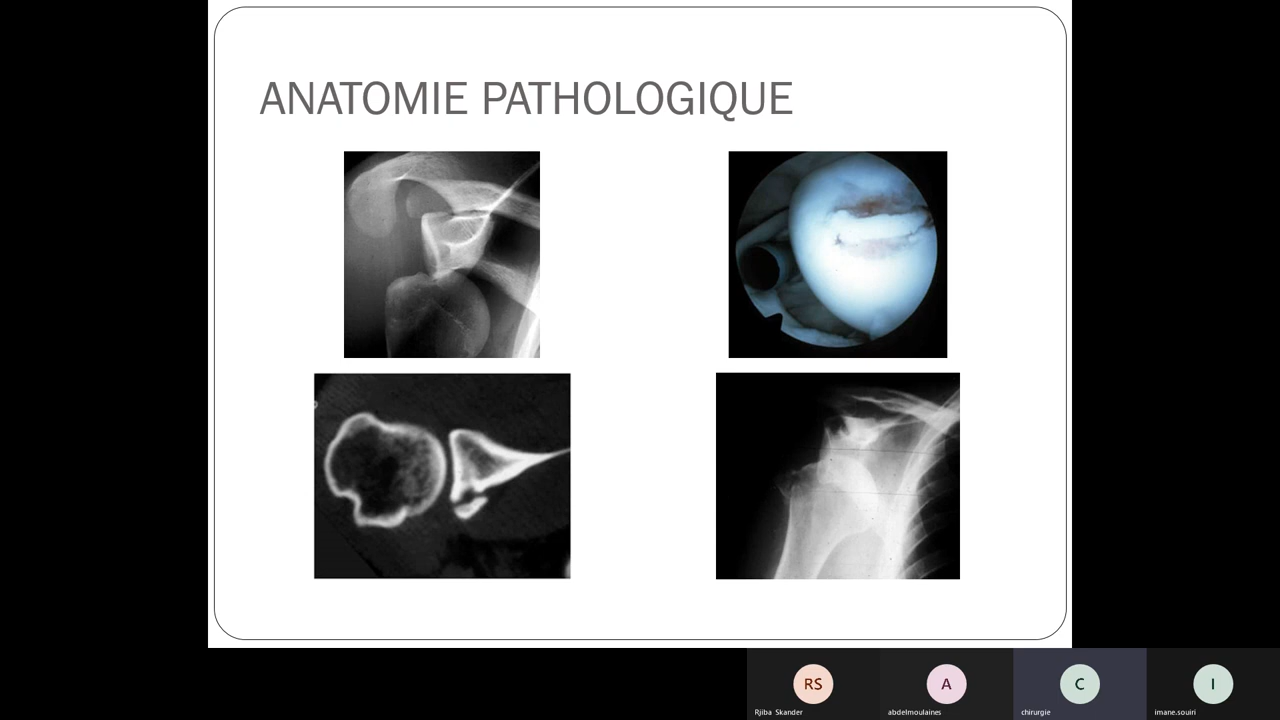 ANATOMIE PATHOLOGIQUE
RS
A
C
I
Rjiba Skander
abdelmoulaines
chirurgie
imane.souiri